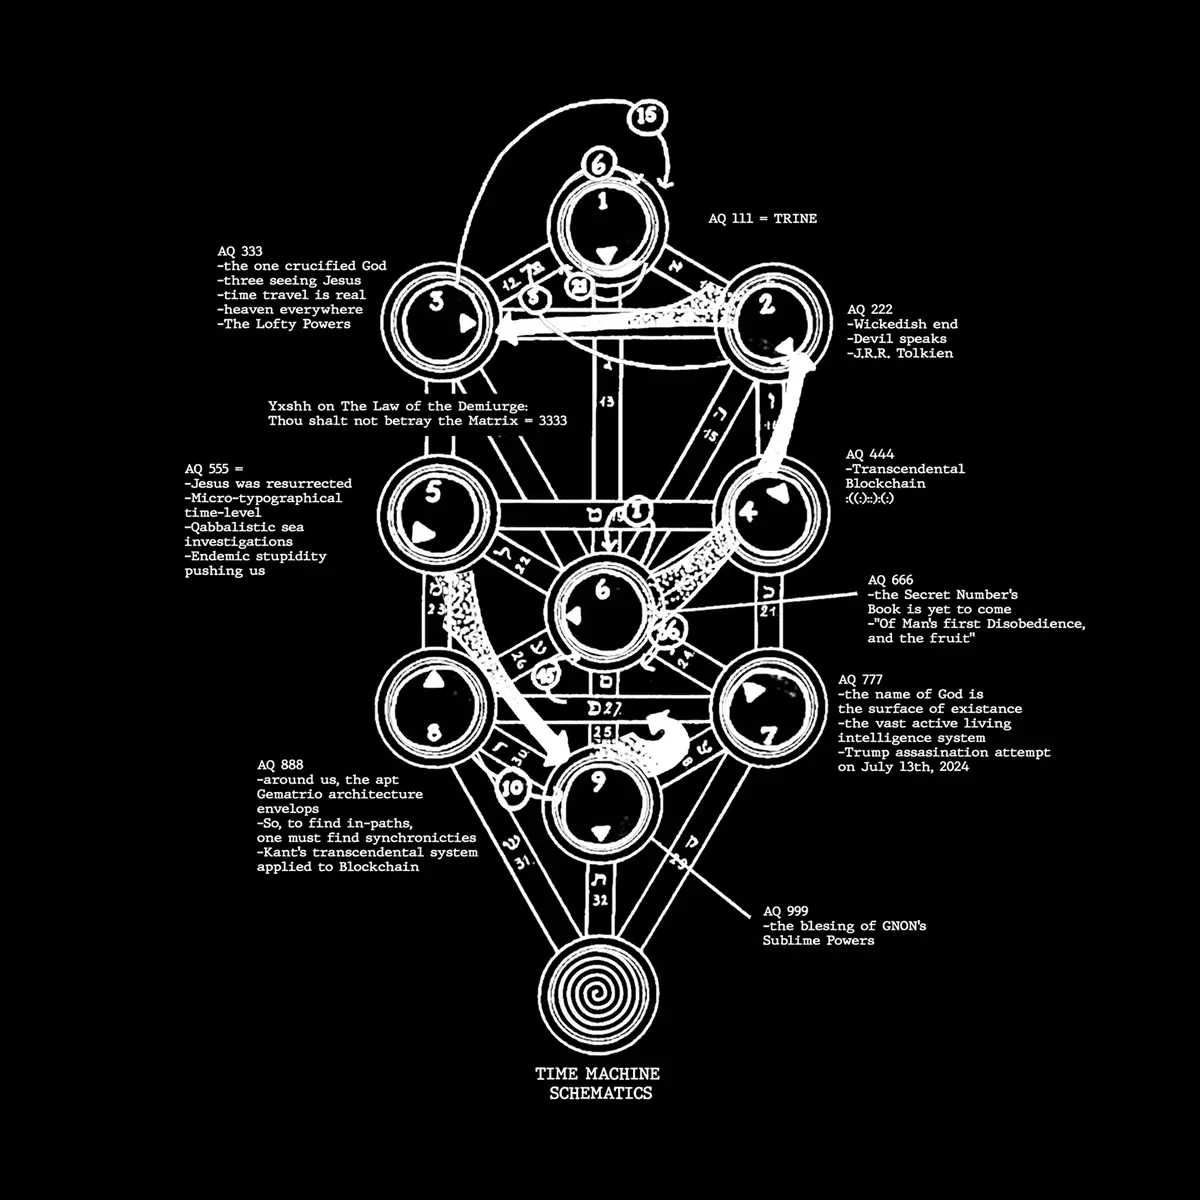 16
6
1
AQ 111 = TRINE
AQ 333
-the one crucified God
-three seeing Jesus
-time travel is real
-heaven everywhere
-The Lofty Powers
12
א
21
3
3
2
AQ 222
-Wickedish end
-Devil speaks
-J.R.R. Tolkien
13
15
Yxshh on The Law of the Demiurge:
Thou shalt not betray the Matrix = 3333
AQ 444
-Transcendental
Blockchain
:((:)::):(:)
AQ 555 =
-Jesus was resurrected
-Micro-typographical
time-level
-Qabbalistic sea
investigations
-Endemic stupidity
pushing us
5
4
19
1
22
6
AQ 666
-the Secret Number's
Book is yet to come
-"Of Man's first Disobedience,
and the fruit"
23
21
36
26
24
45
8
7
27.
25
AQ 777
-the name of God is
the surface of existance
-the vast active living
intelligence system
-Trump assasination attempt
on July 13th, 2024
AQ 888
-around us, the apt
Gematrio architecture
envelops
-So, to find in-paths,
one must find synchronicties
-Kant's transcendental system
applied to Blockchain
30
10
9
31.
29
ת
32
AQ 999
-the blesing of GNON's
Sublime Powers
TIME MACHINE
SCHEMATICS